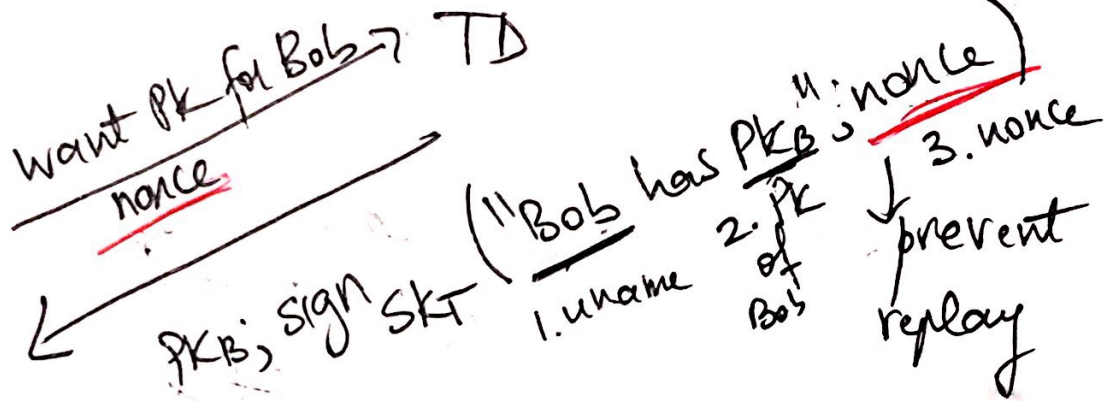 want PK for Bob → TD
nonce
PKB; sign SKT ("Bob has PKB"; nonce)
1. uname
2. PK
of
Bob
3. nonce
prevent
replay